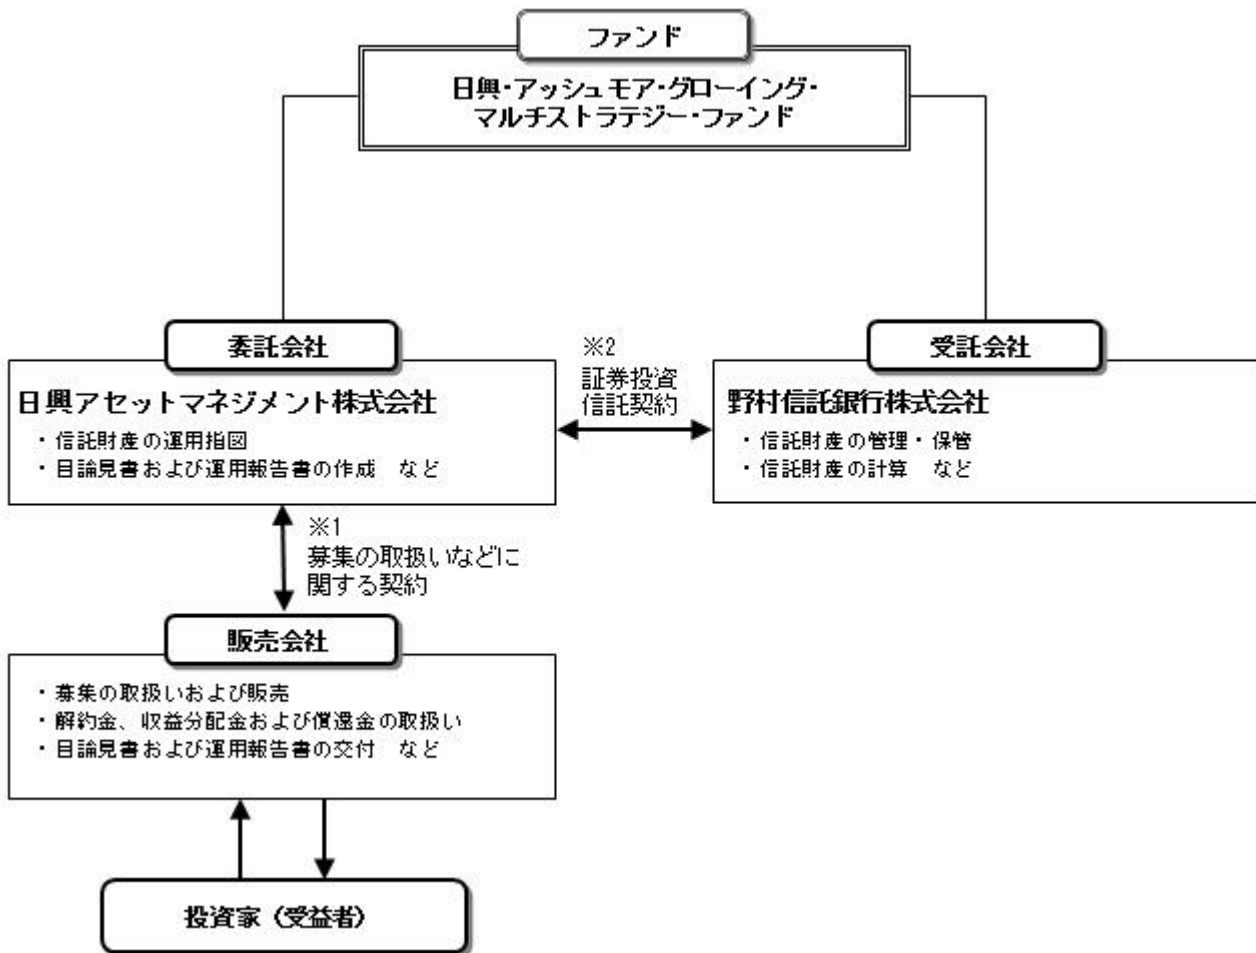 ファンド
日興・アッシュモア・グローイング・
マルチストラテジー・ファンド
委託会社
日興アセットマネジメント株式会社
・信託財産の運用指図
・目論見書および運用報告書の作成　など
※2
証券投資
信託契約
受託会社
野村信託銀行株式会社
・信託財産の管理・保管
・信託財産の計算　など
※1
募集の取扱いなどに
関する契約
販売会社
・募集の取扱いおよび販売
・解約金、収益分配金および償還金の取扱い
・目論見書および運用報告書の交付　など
投資家（受益者）